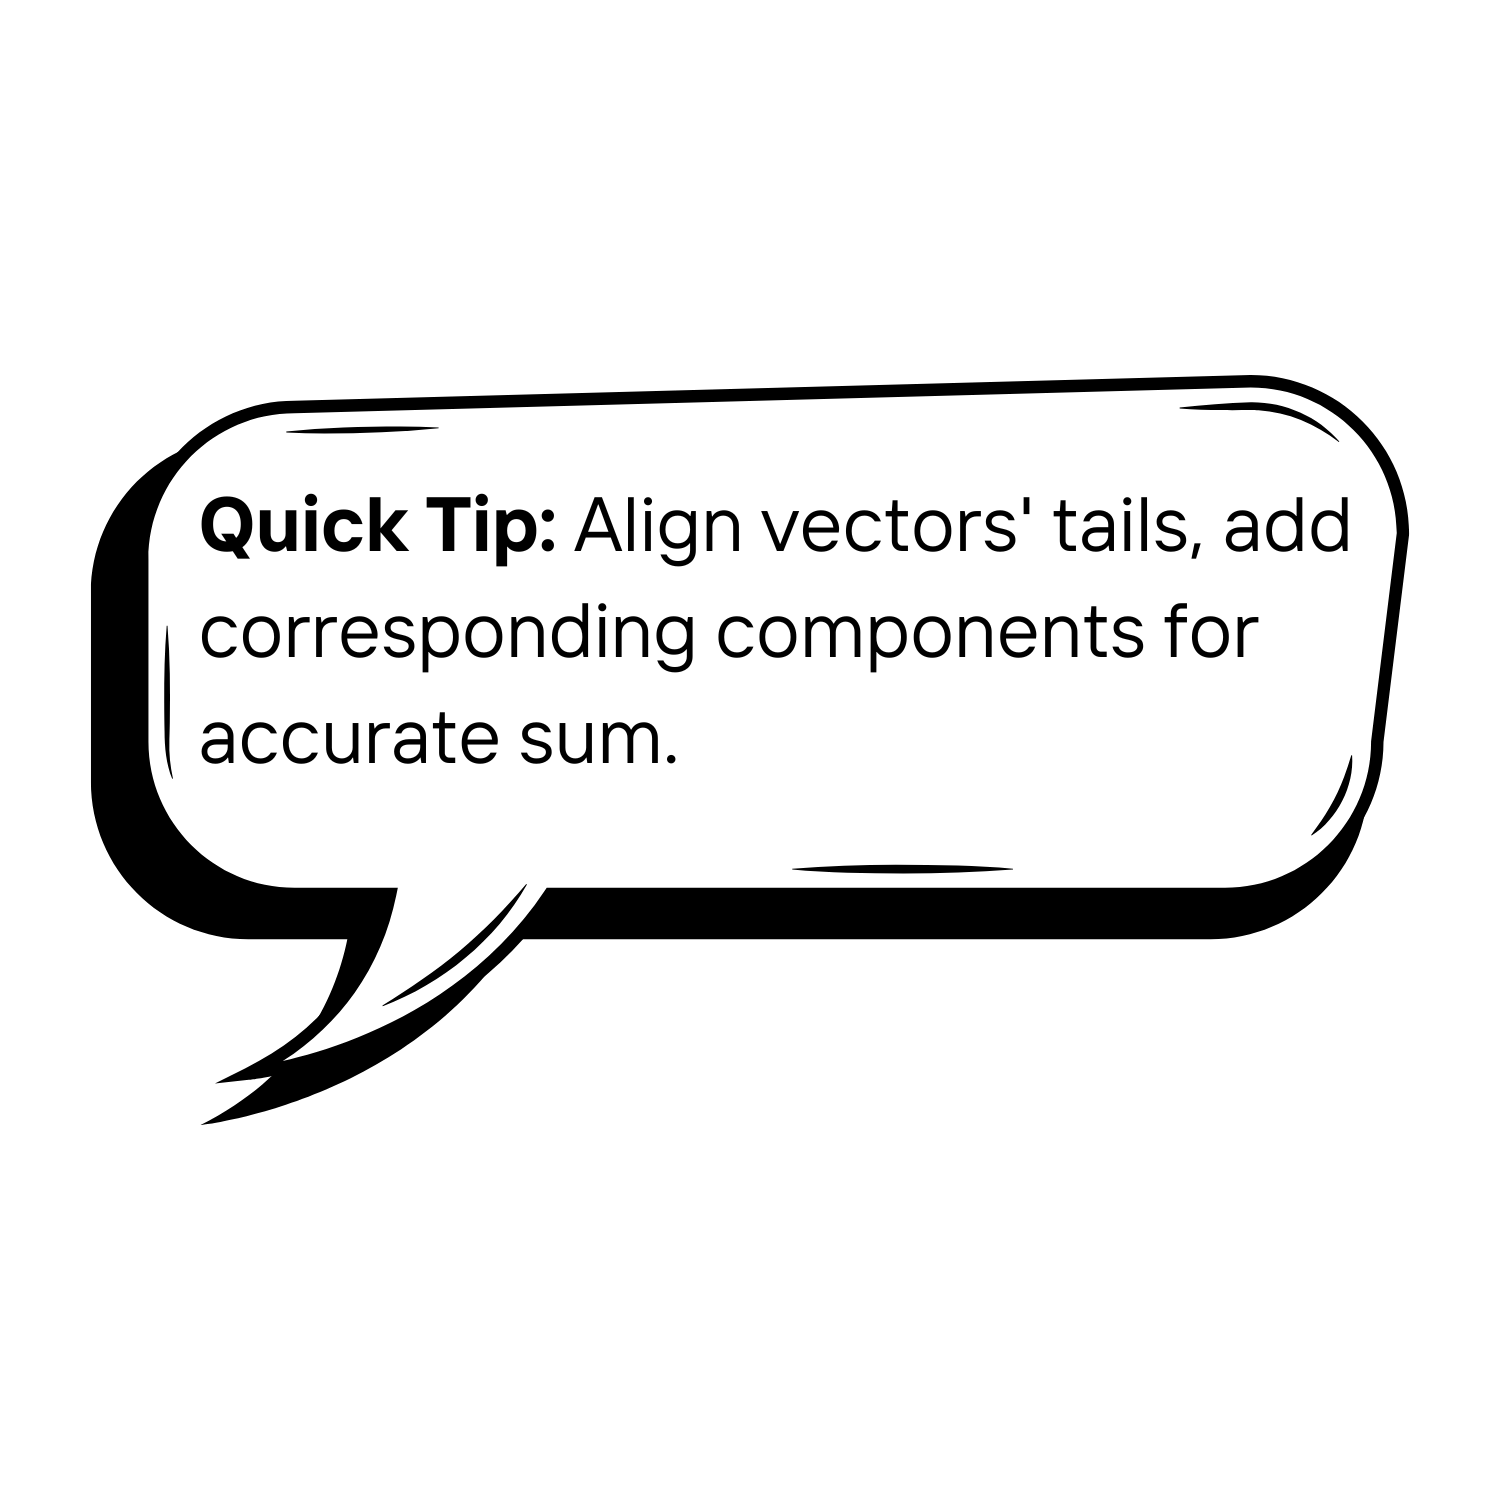 Quick Tip: Align vectors' tails, add
corresponding components for
accurate sum.